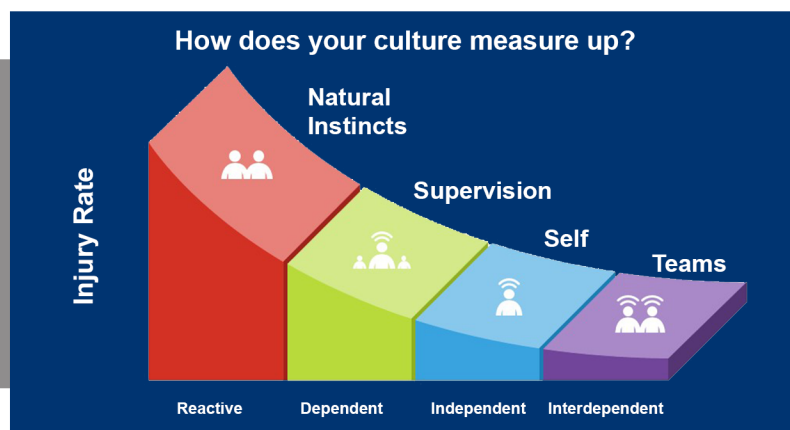 How does your culture measure up?
Natural
Instincts
Supervision
Self
Teams
Injury Rate
Reactive
Dependent
Independent
Interdependent